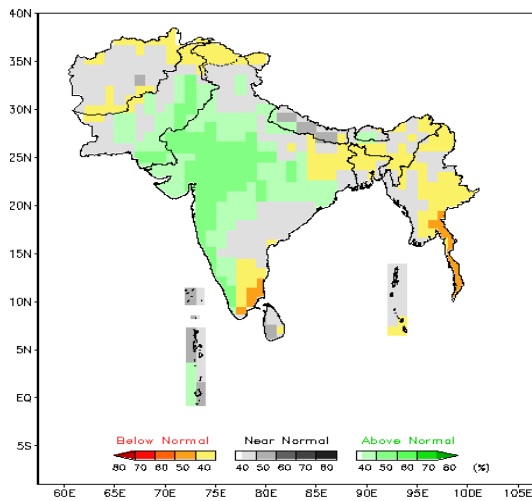 40N
35N
30N
25N
20N
15N
10N
5N
EQ
5S
Below Normal Near Normal Above Normal
80 70 60 50 40 40 50 60 70 80 40 50 60 70 80 (%)
60E 65E 70E 75E 80E 85E 90E 95E 100E 105E